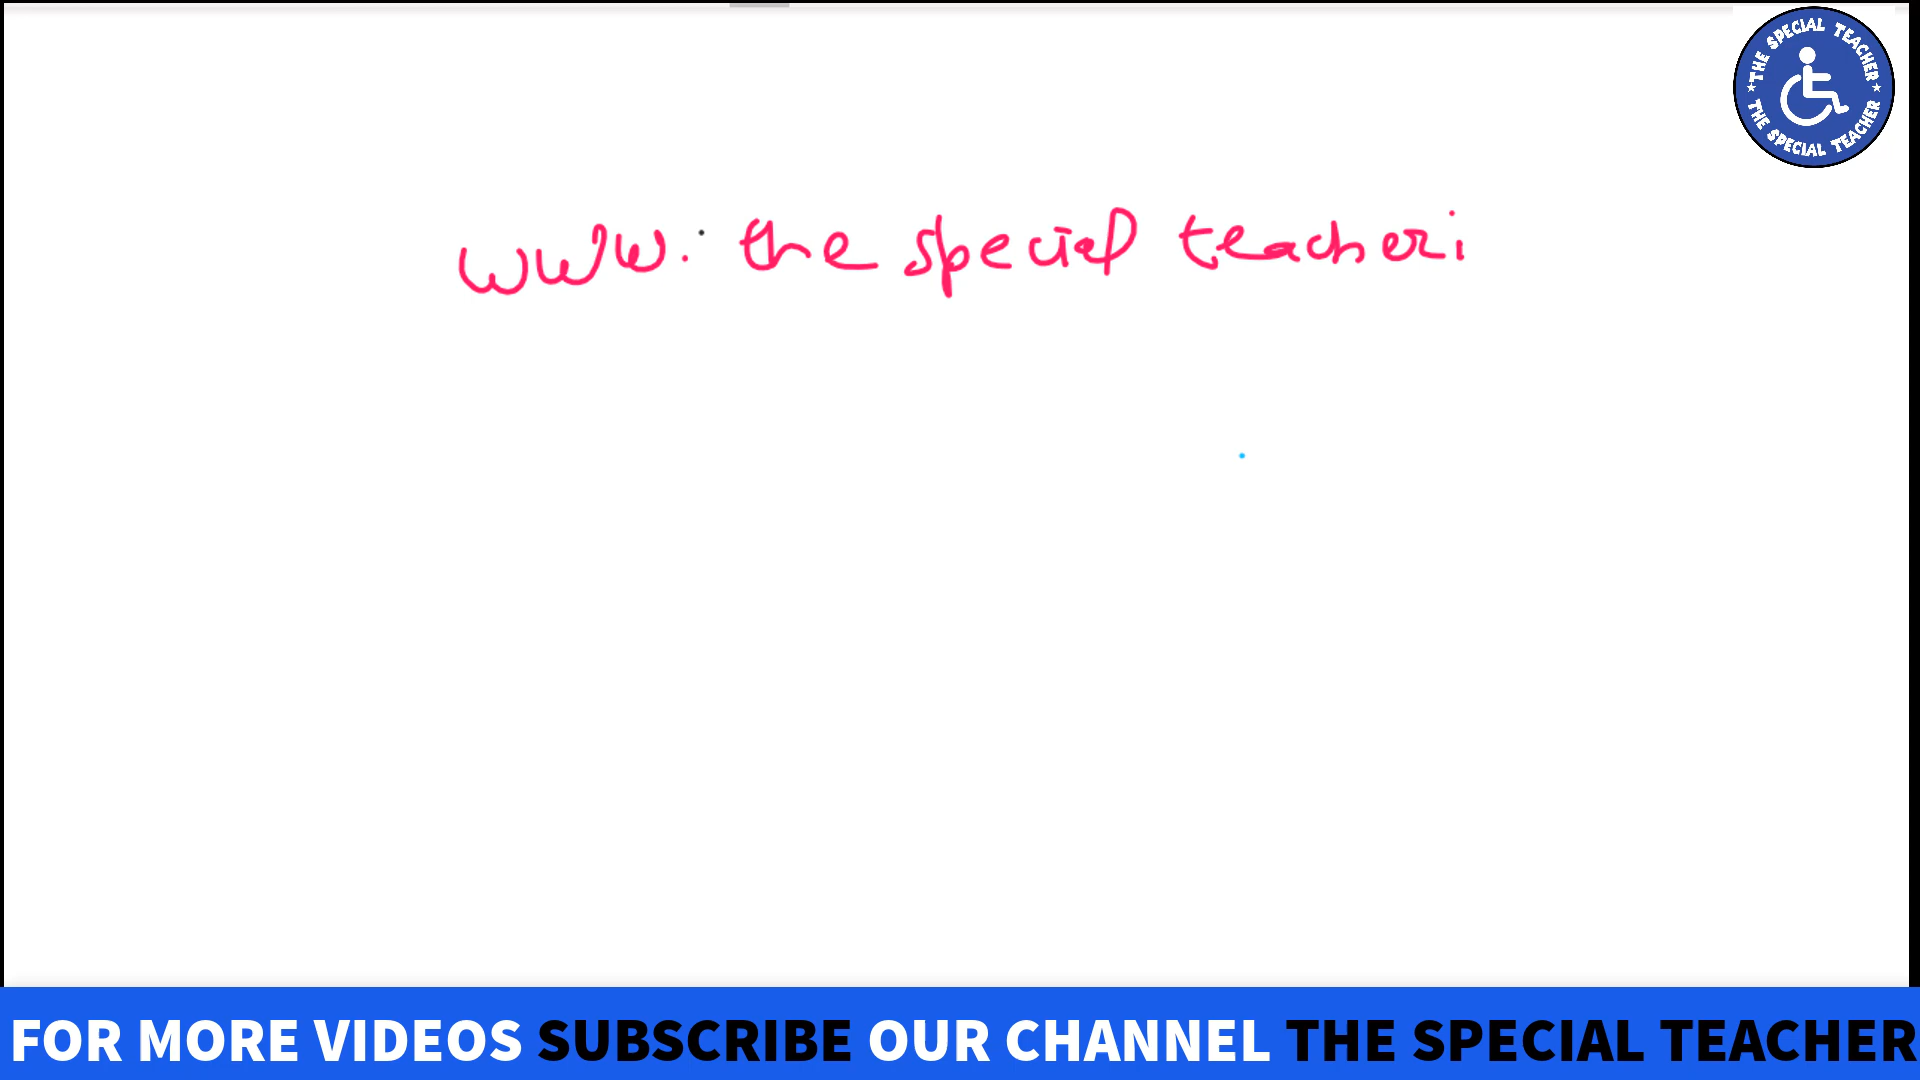 THE SPECIAL TEACHER
THE SPECIAL TEACHER
www. the special teacheri
FOR MORE VIDEOS SUBSCRIBE OUR CHANNEL THE SPECIAL TEACHER